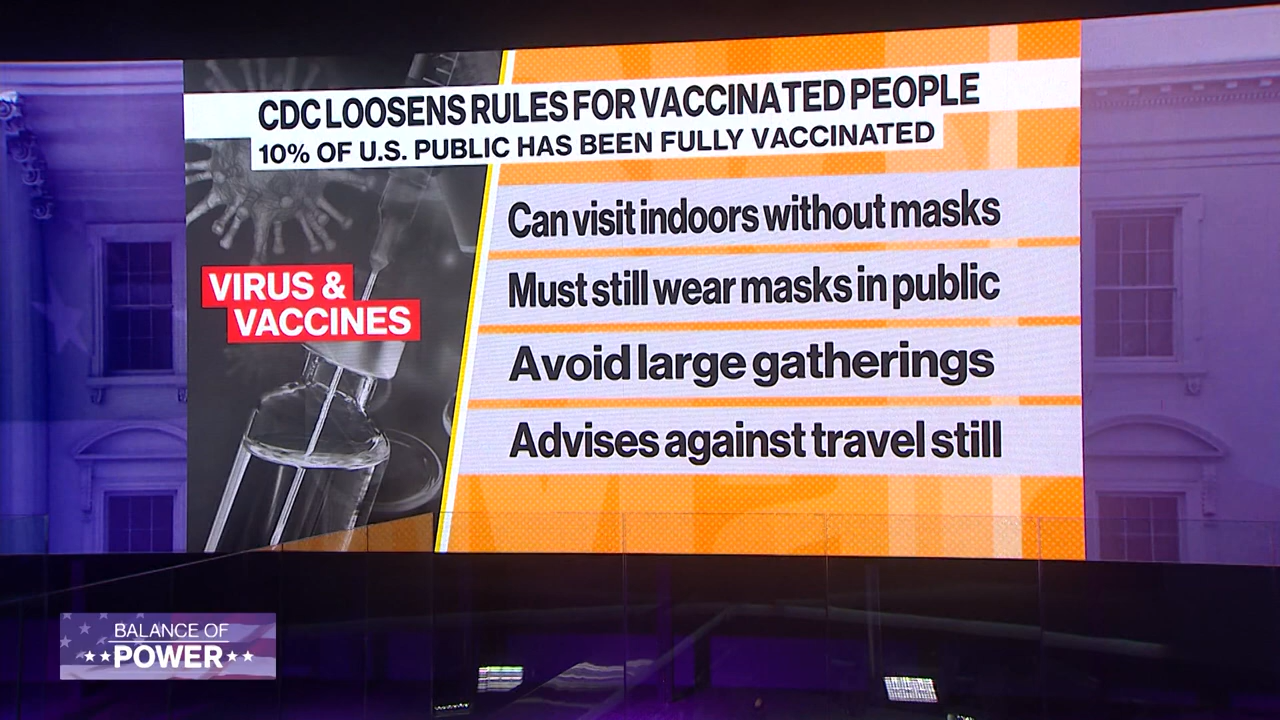 CDC LOOSENS RULES FOR VACCINATED PEOPLE
10% OF U.S. PUBLIC HAS BEEN FULLY VACCINATED
Can visit indoors without masks
Must still wear masks in public
Avoid large gatherings
Advises against travel still
VIRUS &
VACCINES
BALANCE OF
POWER